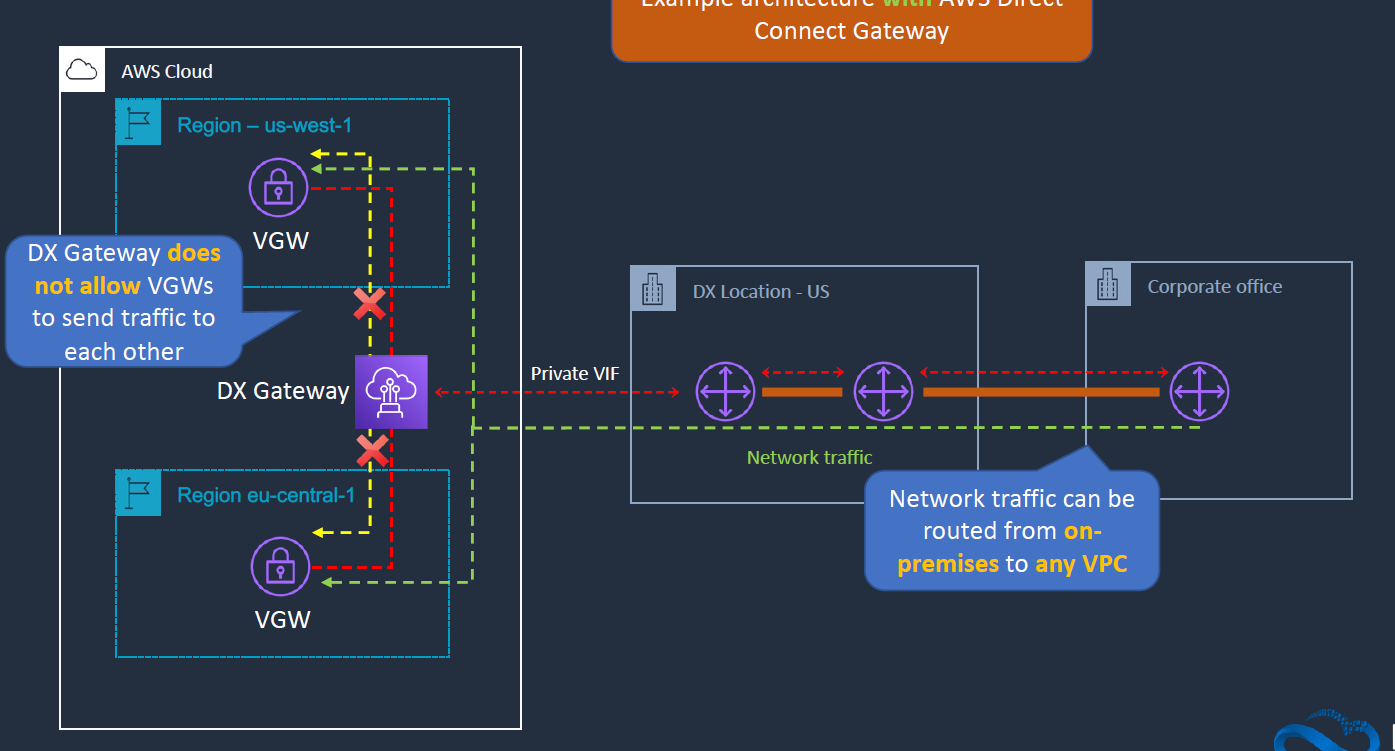 Example architecture with AWS Direct
Connect Gateway
AWS Cloud
Region – us-west-1
VGW
DX Gateway does
not allow VGWs
to send traffic to
each other
DX Gateway
Private VIF
DX Location - US
Corporate office
Network traffic
Region eu-central-1
VGW
Network traffic can be
routed from on-
premises to any VPC